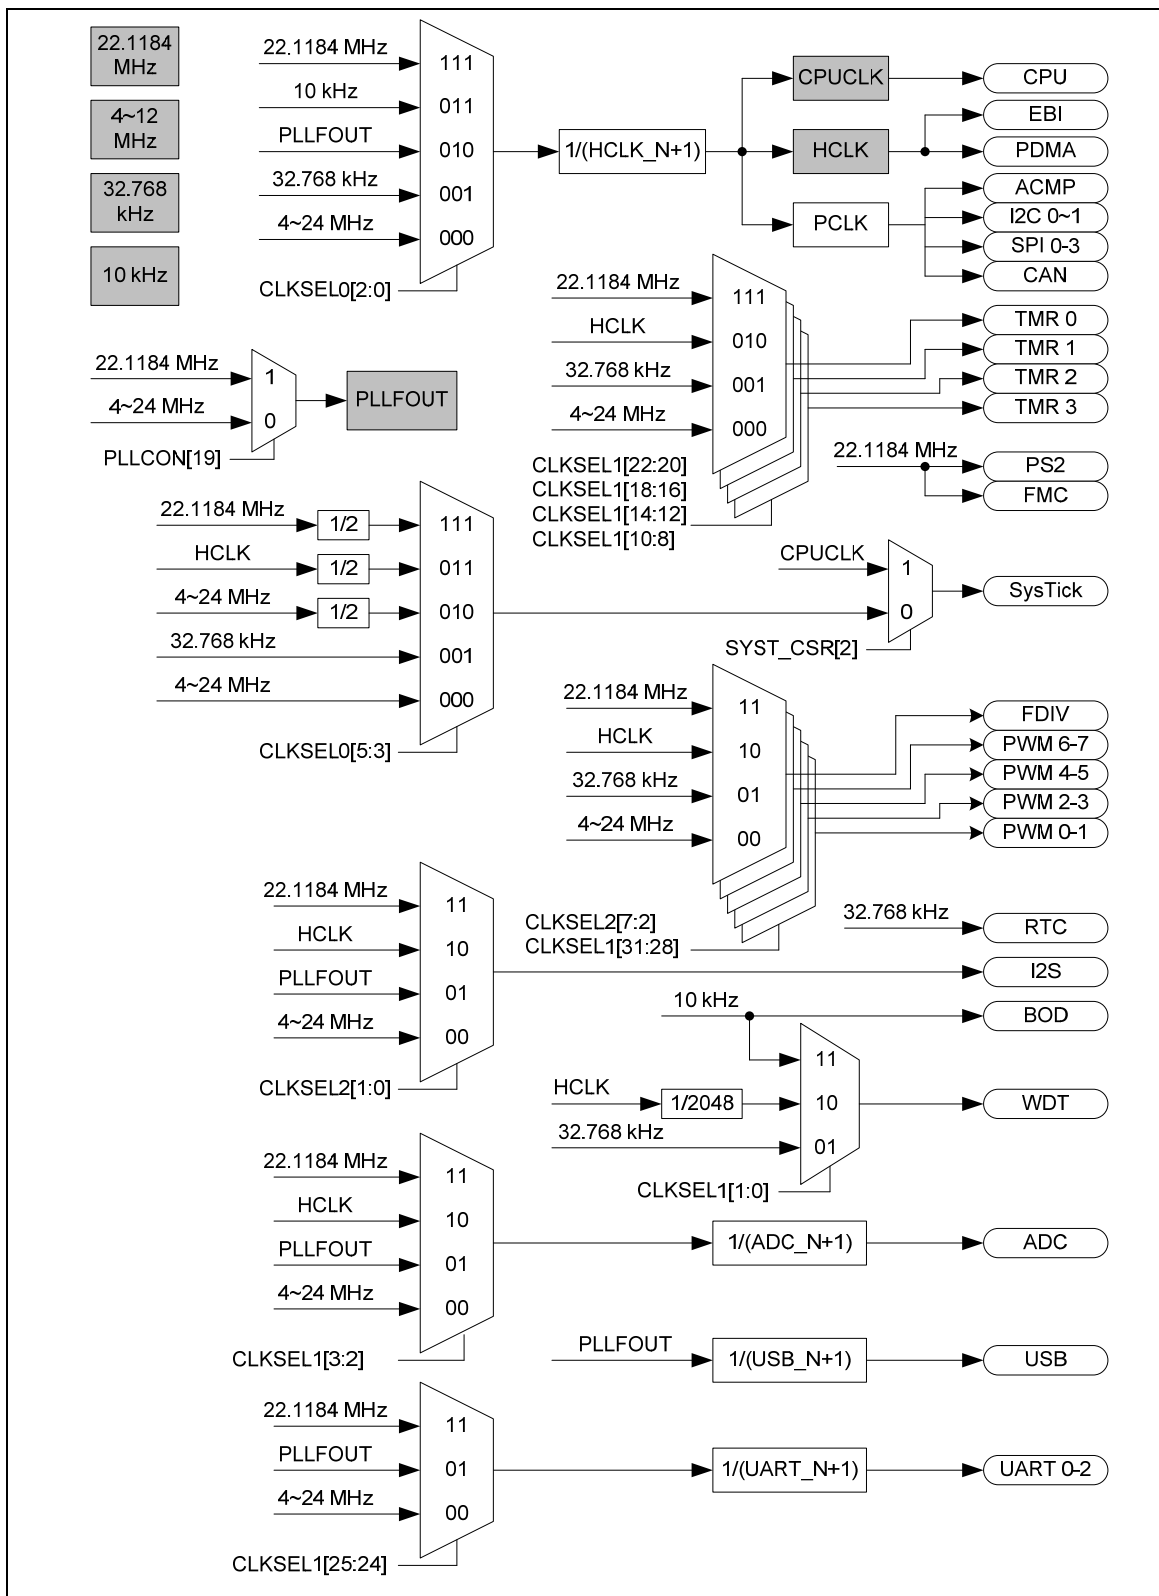 22.1184
MHz
4~12
MHz
32.768
kHz
10 kHz
22.1184 MHz
10 kHz
PLLFOUT
32.768 kHz
4~24 MHz
111
011
010
001
000
CLKSEL0[2:0]
1/(HCLK_N+1)
CPUCLK
HCLK
PCLK
CPU
EBI
PDMA
ACMP
I2C 0~1
SPI 0-3
CAN
22.1184 MHz
HCLK
32.768 kHz
4~24 MHz
111
010
001
000
CLKSEL1[22:20]
CLKSEL1[18:16]
CLKSEL1[14:12]
CLKSEL1[10:8]
TMR 0
TMR 1
TMR 2
TMR 3
22.1184 MHz
4~24 MHz
1
0
PLLCON[19]
PLLFOUT
22.1184 MHz
PS2
FMC
22.1184 MHz
HCLK
4~24 MHz
32.768 kHz
4~24 MHz
1/2
1/2
1/2
111
011
010
001
000
CLKSEL0[5:3]
CPUCLK
1
0
SYST_CSR[2]
SysTick
22.1184 MHz
HCLK
32.768 kHz
4~24 MHz
11
10
01
00
CLKSEL2[7:2]
CLKSEL1[31:28]
FDIV
PWM 6-7
PWM 4-5
PWM 2-3
PWM 0-1
22.1184 MHz
HCLK
PLLFOUT
4~24 MHz
11
10
01
00
CLKSEL2[1:0]
32.768 kHz
RTC
I2S
10 kHz
BOD
HCLK
1/2048
32.768 kHz
11
10
01
CLKSEL1[1:0]
WDT
22.1184 MHz
HCLK
PLLFOUT
4~24 MHz
11
10
01
00
CLKSEL1[3:2]
1/(ADC_N+1)
ADC
PLLFOUT
1/(USB_N+1)
USB
22.1184 MHz
PLLFOUT
4~24 MHz
11
01
00
CLKSEL1[25:24]
1/(UART_N+1)
UART 0-2